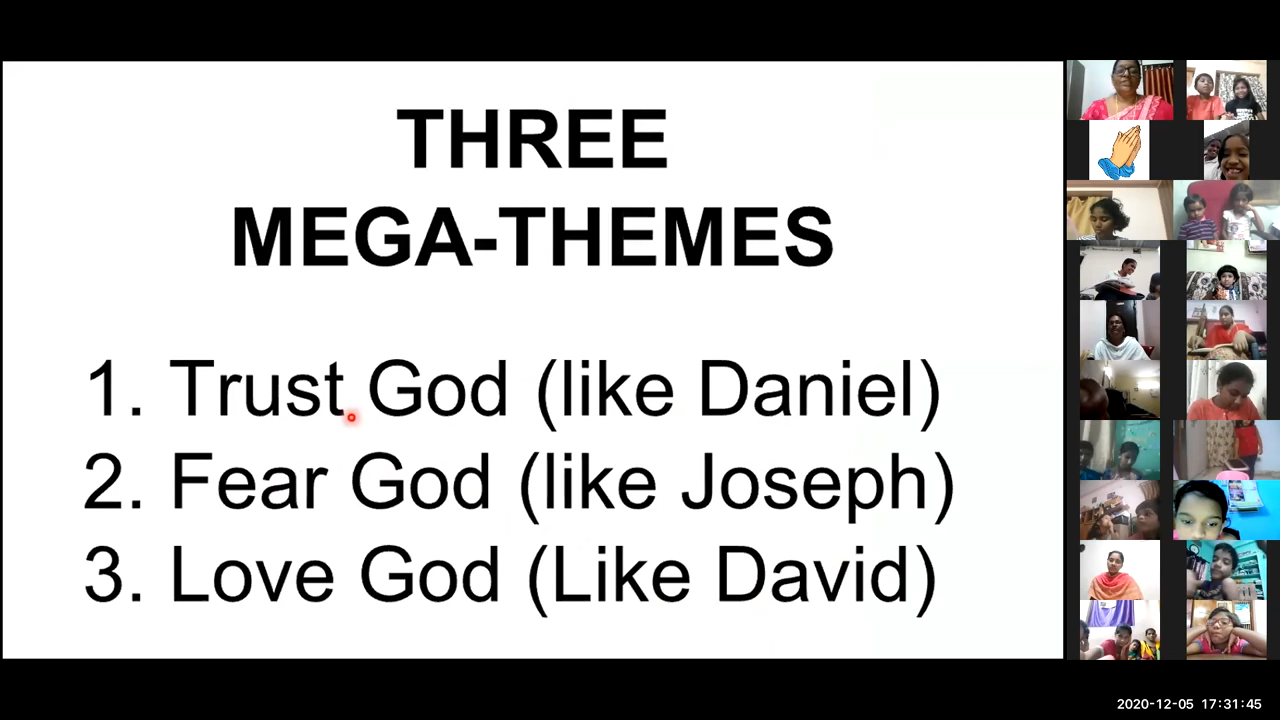 THREE
MEGA-THEMES
1. Trust God (like Daniel)
2. Fear God (like Joseph)
3. Love God (Like David)
2020-12-05 17:31:45